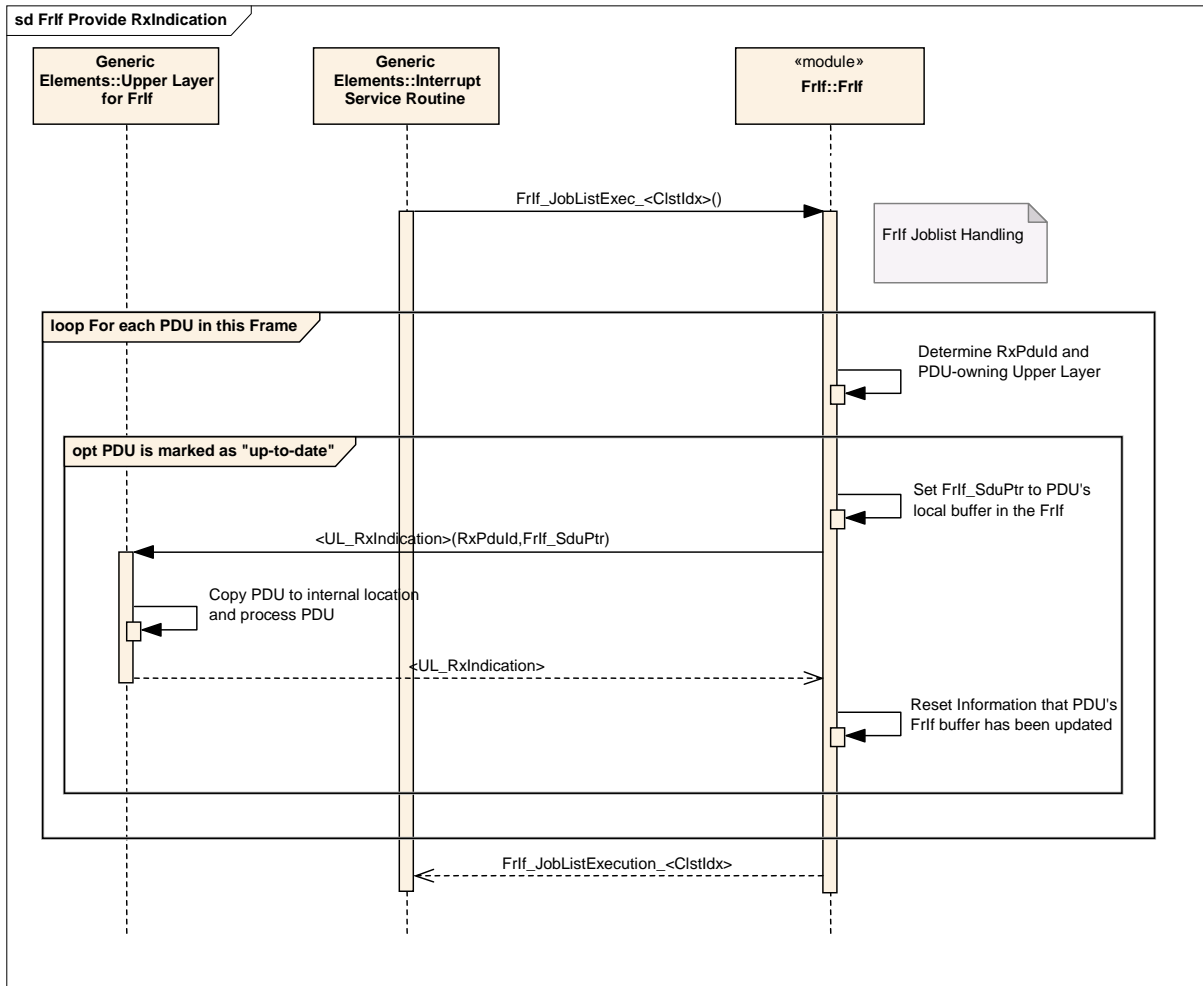 sd FrIf Provide RxIndication
Generic
Elements::Upper Layer
for FrIf
Generic
Elements::Interrupt
Service Routine
«module»
FrIf::FrIf
FrIf_JobListExec_<ClstIdx>()
FrIf Joblist Handling
loop For each PDU in this Frame
Determine RxPduId and
PDU-owning Upper Layer
opt PDU is marked as "up-to-date"
Set FrIf_SduPtr to PDU's
local buffer in the FrIf
<UL_RxIndication>(RxPduId,FrIf_SduPtr)
Copy PDU to internal location
and process PDU
<UL_RxIndication>
Reset Information that PDU's
FrIf buffer has been updated
FrIf_JobListExecution_<ClstIdx>